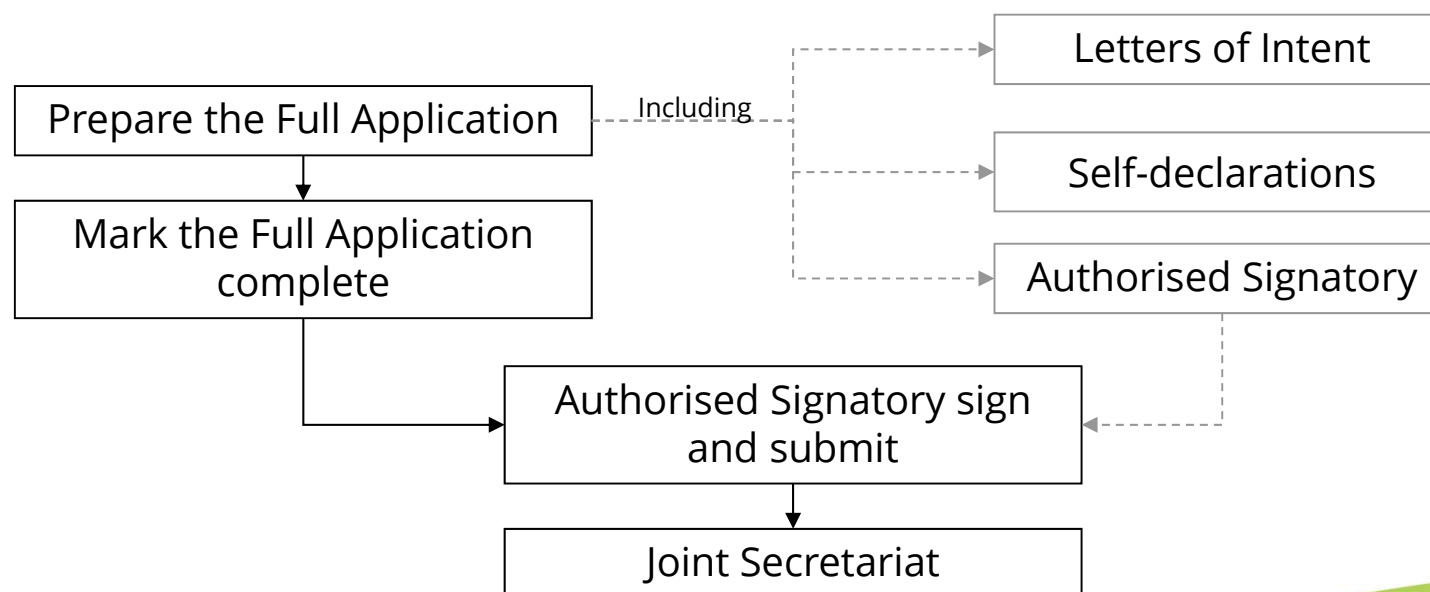 Letters of Intent
Prepare the Full Application
Including
Self-declarations
Mark the Full Application
complete
Authorised Signatory
Authorised Signatory sign
and submit
Joint Secretariat